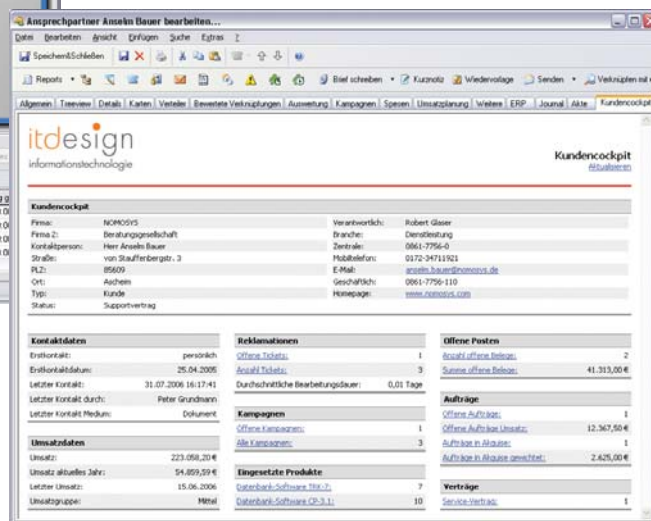 Ansprechpartner Anselm Bauer bearbeiten...
Datei Bearbeiten Ansicht Einfügen Suche Extras ?
Speichern&Schließen
Reports Brief schreiben Kurznotiz Wiedervorlage Senden Verknüpfen mit
Allgemein Treeview Details Karten Verteiler Bewertete Verknüpfungen Auswertung Kampagnen Spesen Umsatzplanung Weitere ERP Journal Akte Kundencockpit
itdesign
informationstechnologie
Kundencockpit
Aktualisieren
Kundencockpit
Firma: NOMOSYS Verantwortlich: Robert Glaser
Firma 2: Beratungsgesellschaft Branche: Dienstleistung
Kontaktperson: Herr Anselm Bauer Zentrale: 0861-7756-0
Straße: von Stauffenbergstr. 3 Mobiltelefon: 0172-34711921
PLZ: 85609 E-Mail: anselm.bauer@nomosys.de
Ort: Ascheim Geschäftlich: 0861-7756-110
Typ: Kunde Homepage: www.nomosys.com
Status: Supportvertrag
Kontaktdaten
Erstkontakt: persönlich
Erstkontaktdatum: 25.04.2005
Letzter Kontakt: 31.07.2006 16:17:41
Letzter Kontakt durch: Peter Grundmann
Letzter Kontakt Medium: Dokument
Umsatzdaten
Umsatz: 223.058,20 €
Umsatz aktuelles Jahr: 54.859,59 €
Letzter Umsatz: 15.06.2006
Umsatzgruppe: Mittel
Reklamationen
Offene Tickets: 1
Anzahl Tickets: 3
Durchschnittliche Bearbeitungsdauer: 0,01 Tage
Kampagnen
Offene Kampagnen: 1
Alle Kampagnen: 3
Eingesetzte Produkte
Datenbank-Software TRX-7: 7
Datenbank-Software CP-3.1: 10
Offene Posten
Anzahl offene Belege: 2
Summe offene Belege: 41.313,00 €
Aufträge
Offene Aufträge: 1
Offene Aufträge Umsatz: 12.367,50 €
Aufträge in Akquise: 1
Aufträge in Akquise gewichtet: 2.625,00 €
Verträge
Service-Vertrag: 1